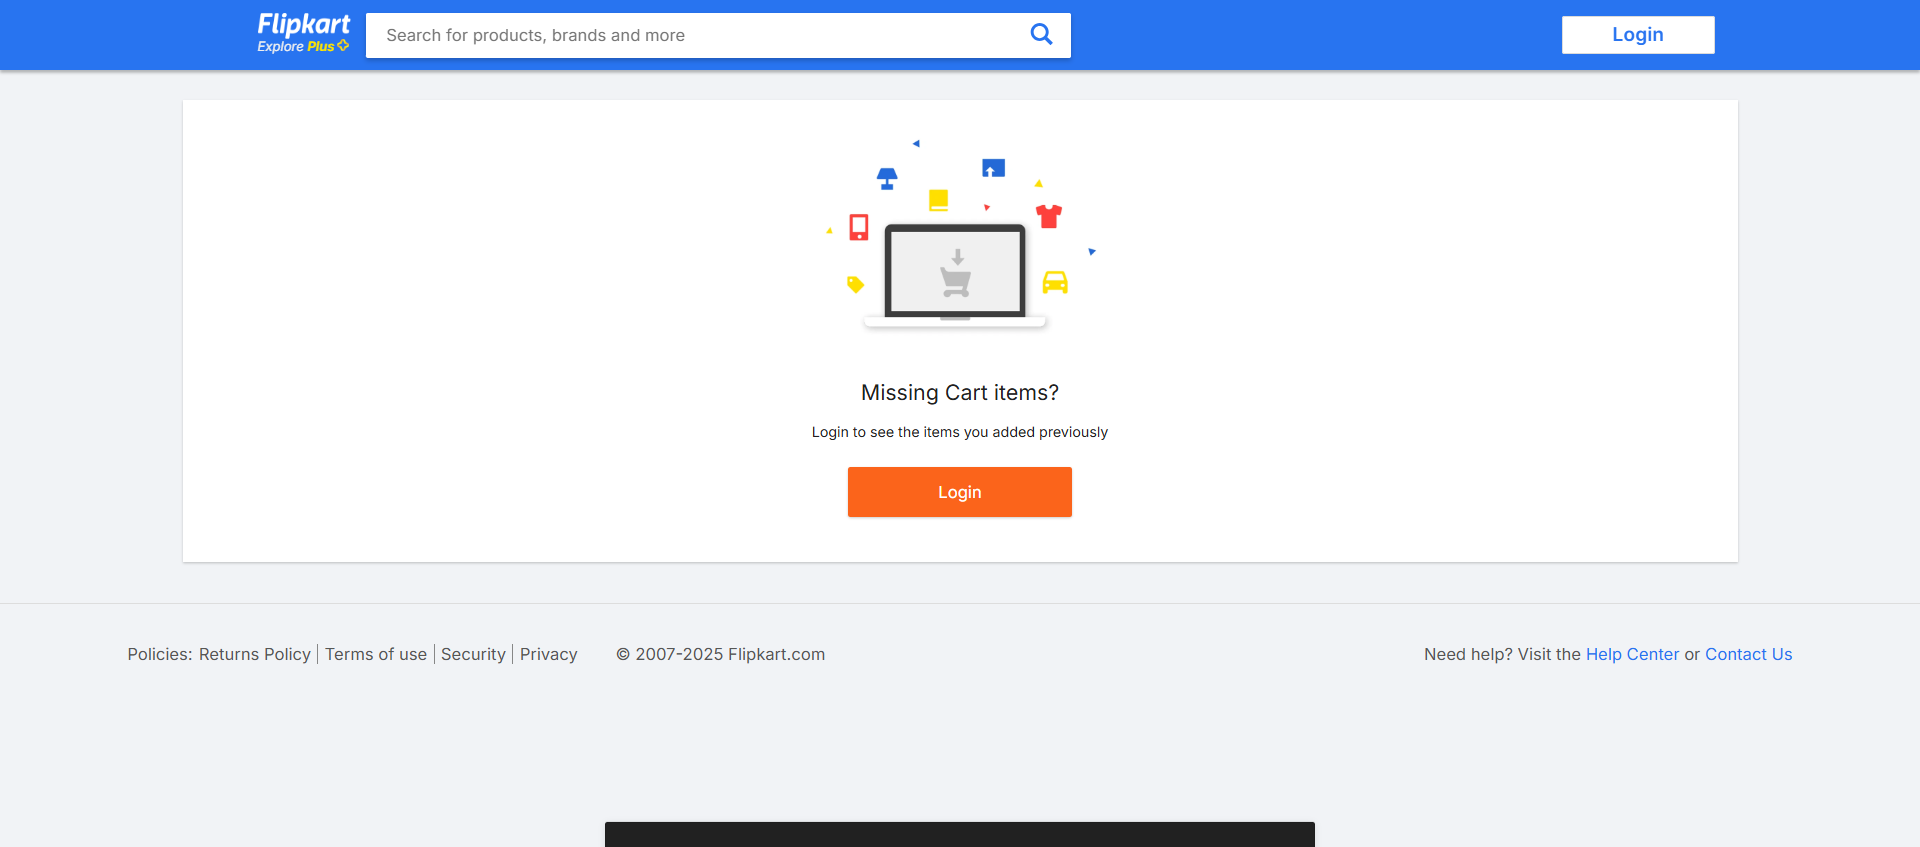 Flipkart
Explore Plus
Search for products, brands and more
Login
Missing Cart items?
Login to see the items you added previously
Login
Policies: Returns Policy | Terms of use | Security | Privacy © 2007-2025 Flipkart.com Need help? Visit the Help Center or Contact Us